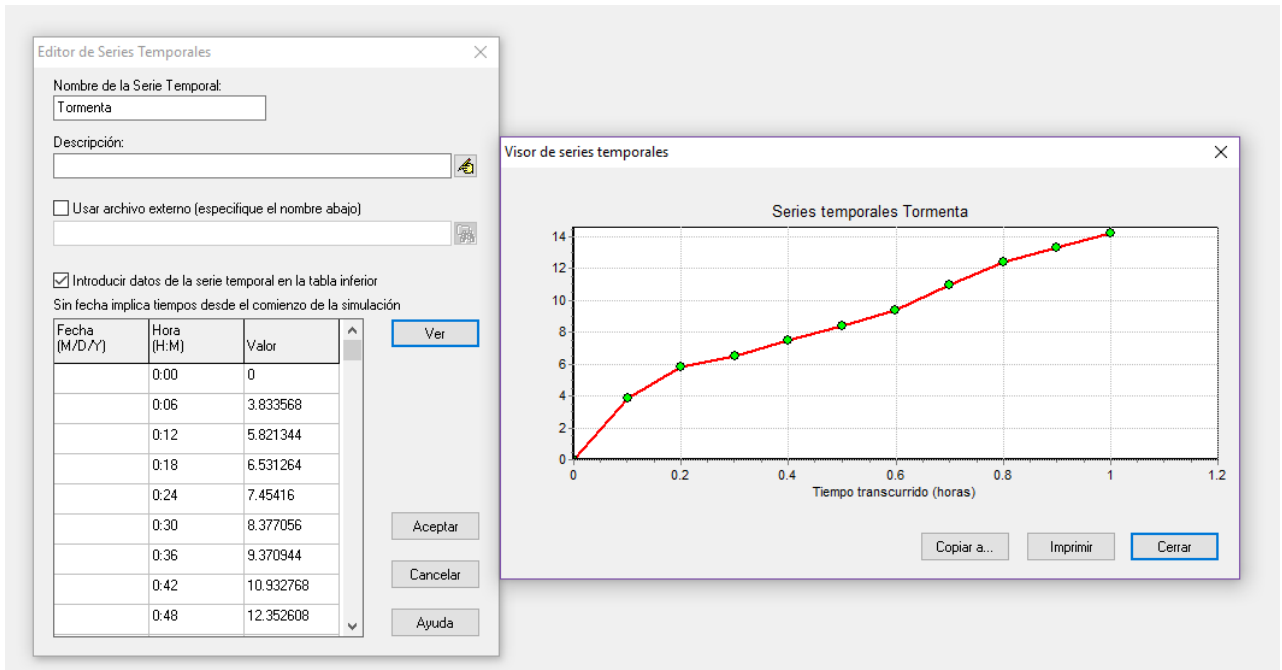 Editor de Series Temporales
Nombre de la Serie Temporal:
Tormenta
Descripción:
Usar archivo externo (especifique el nombre abajo)
Introducir datos de la serie temporal en la tabla inferior
Sin fecha implica tiempos desde el comienzo de la simulación
Fecha (M/D/Y) Hora (H:M) Valor
0:00 0
0:06 3.833568
0:12 5.821344
0:18 6.531264
0:24 7.45416
0:30 8.377056
0:36 9.370944
0:42 10.932768
0:48 12.352608
Ver
Aceptar
Cancelar
Ayuda
Visor de series temporales
Series temporales Tormenta
14
12
10
8
6
4
2
0
0 0.2 0.4 0.6 0.8 1 1.2
Tiempo transcurrido (horas)
Copiar a... Imprimir Cerrar